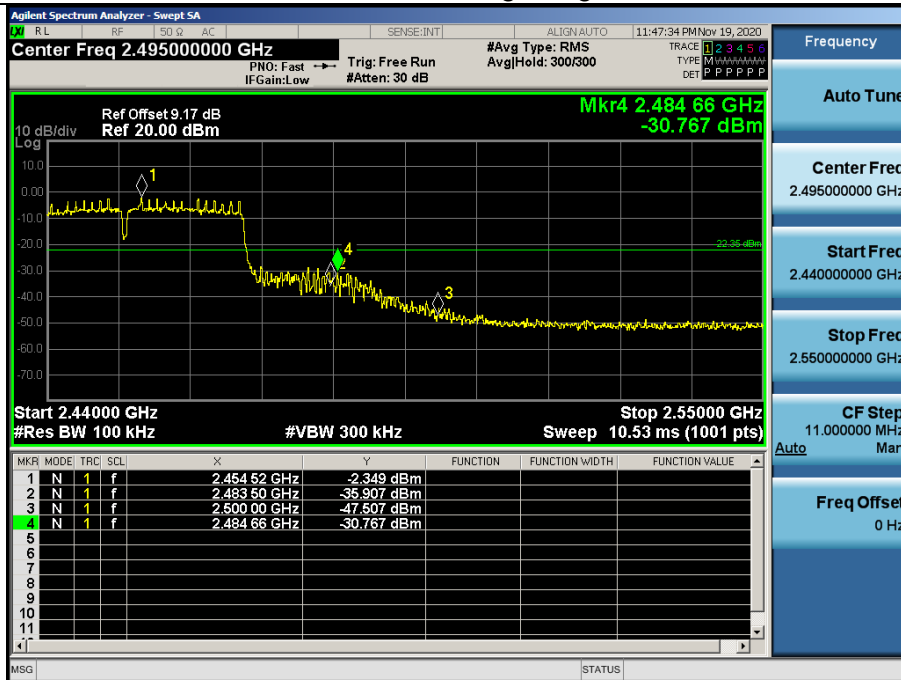 Agilent Spectrum Analyzer - Swept SA
LXI RL RF 50 Ω AC SENSE:INT ALIGN AUTO 11:47:34 PM Nov 19, 2020
Center Freq 2.495000000 GHz
PNO: Fast
IFGain:Low
Trig: Free Run
#Atten: 30 dB
#Avg Type: RMS
Avg|Hold: 300/300
TRACE 1 2 3 4 5 6
TYPE M
DET P P P P P P
Ref Offset 9.17 dB
10 dB/div Ref 20.00 dBm
Log
Mkr4 2.484 66 GHz
-30.767 dBm
10.0
0.00
-10.0
-20.0
-30.0
-40.0
-50.0
-60.0
-70.0
1
4
2
3
-22.35 dBm
Start 2.44000 GHz Stop 2.55000 GHz
#Res BW 100 kHz #VBW 300 kHz Sweep 10.53 ms (1001 pts)
MKR MODE TRC SCL X Y FUNCTION FUNCTION WIDTH FUNCTION VALUE
1 N 1 f 2.454 52 GHz -2.349 dBm
2 N 1 f 2.483 50 GHz -35.907 dBm
3 N 1 f 2.500 00 GHz -47.507 dBm
4 N 1 f 2.484 66 GHz -30.767 dBm
5
6
7
8
9
10
11
MSG STATUS
Frequency
Auto Tune
Center Freq
2.495000000 GHz
Start Freq
2.440000000 GHz
Stop Freq
2.550000000 GHz
CF Step
11.000000 MHz
Auto Man
Freq Offset
0 Hz